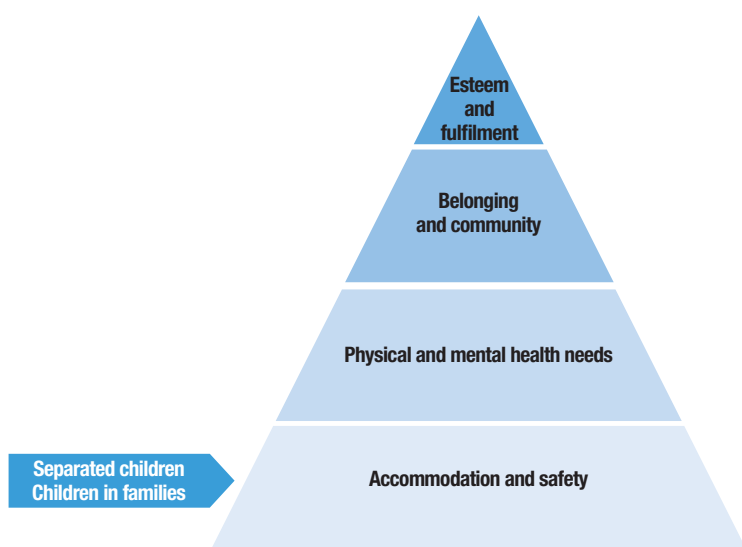 Esteem
and
fulfilment
Belonging
and community
Physical and mental health needs
Separated children
Children in families
Accommodation and safety